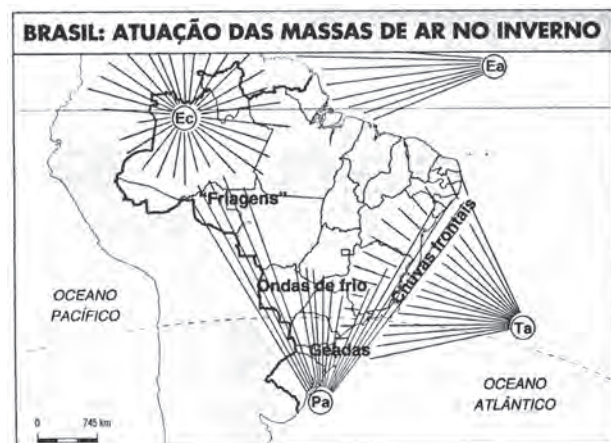 BRASIL: ATUAÇÃO DAS MASSAS DE AR NO INVERNO
Ea
Ec
"Friagens"
Chuvas frontais
Ondas de frio
OCEANO
PACÍFICO
Ta
Geadas
OCEANO
ATLÂNTICO
Pa
0 745 km